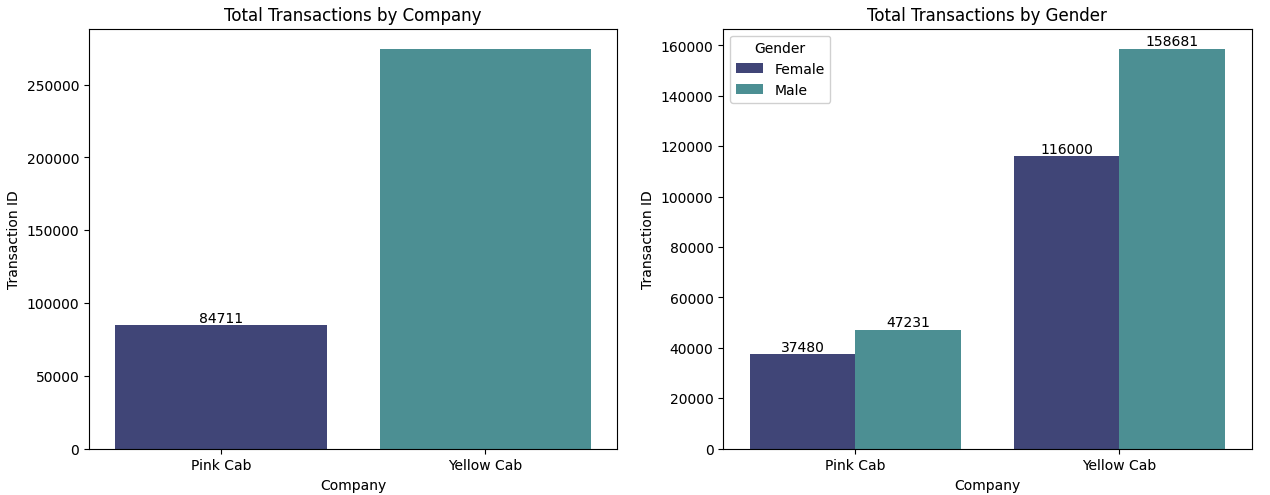 Total Transactions by Company
Transaction ID
250000
200000
150000
100000
50000
0
84711
Pink Cab
Yellow Cab
Company
Total Transactions by Gender
Transaction ID
160000
140000
120000
100000
80000
60000
40000
20000
0
Gender
Female
Male
37480
47231
116000
158681
Pink Cab
Yellow Cab
Company